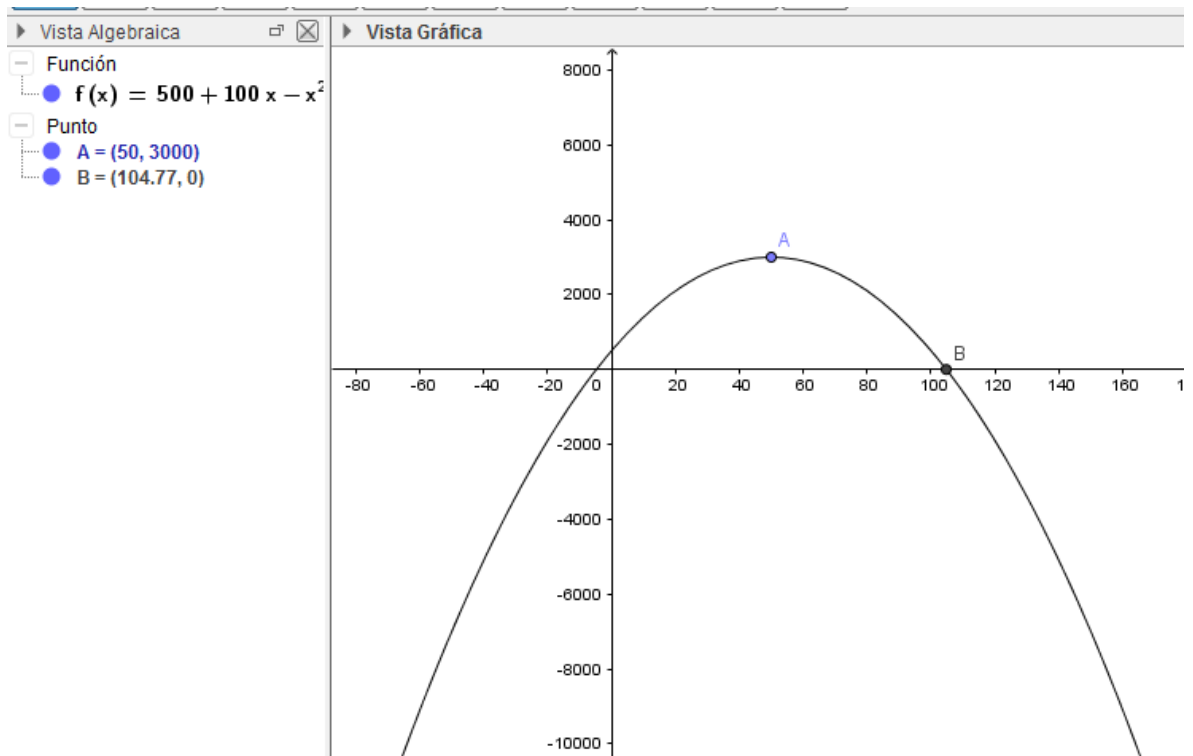 Vista Algebraica
Función
f(x) = 500 + 100 x − x²
Punto
A = (50, 3000)
B = (104.77, 0)
Vista Gráfica
8000
6000
4000
A
2000
B
-80 -60 -40 -20 0 20 40 60 80 100 120 140 160 1
-2000
-4000
-6000
-8000
-10000